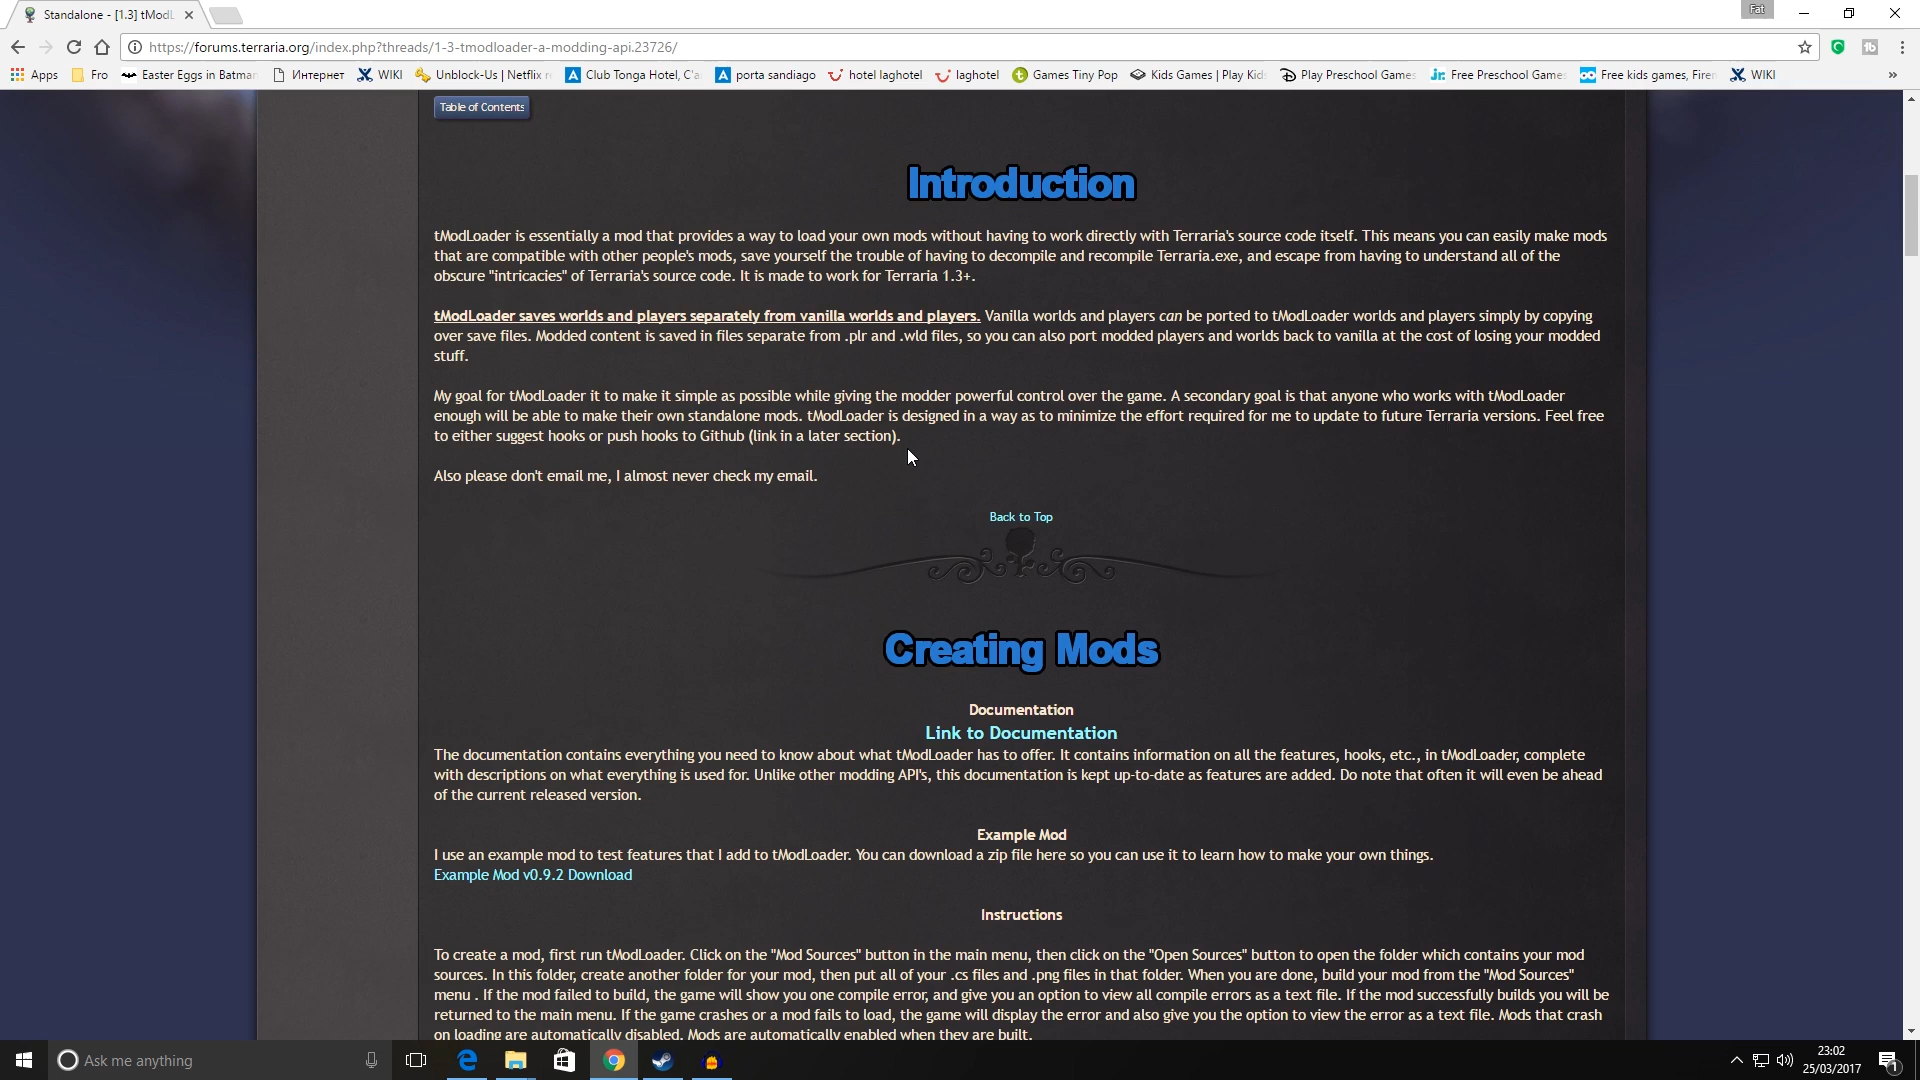 Standalone - [1.3] tModL
Fat
https://forums.terraria.org/index.php?threads/1-3-tmodloader-a-modding-api.23726/
Apps
Fro
Easter Eggs in Batman
Интернет
WIKI
Unblock-Us | Netflix r
Club Tonga Hotel, C'a
porta sandiago
hotel laghotel
laghotel
Games Tiny Pop
Kids Games | Play Kid
Play Preschool Games
Free Preschool Game
Free kids games, Firem
WIKI
Table of Contents
Introduction
tModLoader is essentially a mod that provides a way to load your own mods without having to work directly with Terraria's source code itself. This means you can easily make mods
that are compatible with other people's mods, save yourself the trouble of having to decompile and recompile Terraria.exe, and escape from having to understand all of the
obscure "intricacies" of Terraria's source code. It is made to work for Terraria 1.3+.
tModLoader saves worlds and players separately from vanilla worlds and players. Vanilla worlds and players can be ported to tModLoader worlds and players simply by copying
over save files. Modded content is saved in files separate from .plr and .wld files, so you can also port modded players and worlds back to vanilla at the cost of losing your modded
stuff.
My goal for tModLoader it to make it simple as possible while giving the modder powerful control over the game. A secondary goal is that anyone who works with tModLoader
enough will be able to make their own standalone mods. tModLoader is designed in a way as to minimize the effort required for me to update to future Terraria versions. Feel free
to either suggest hooks or push hooks to Github (link in a later section).
Also please don't email me, I almost never check my email.
Back to Top
Creating Mods
Documentation
Link to Documentation
The documentation contains everything you need to know about what tModLoader has to offer. It contains information on all the features, hooks, etc., in tModLoader, complete
with descriptions on what everything is used for. Unlike other modding API's, this documentation is kept up-to-date as features are added. Do note that often it will even be ahead
of the current released version.
Example Mod
I use an example mod to test features that I add to tModLoader. You can download a zip file here so you can use it to learn how to make your own things.
Example Mod v0.9.2 Download
Instructions
To create a mod, first run tModLoader. Click on the "Mod Sources" button in the main menu, then click on the "Open Sources" button to open the folder which contains your mod
sources. In this folder, create another folder for your mod, then put all of your .cs files and .png files in that folder. When you are done, build your mod from the "Mod Sources"
menu . If the mod failed to build, the game will show you one compile error, and give you an option to view all compile errors as a text file. If the mod successfully builds you will be
returned to the main menu. If the game crashes or a mod fails to load, the game will display the error and also give you the option to view the error as a text file. Mods that crash
on loading are automatically disabled. Mods are automatically enabled when they are built.
Ask me anything
23:02
25/03/2017
1